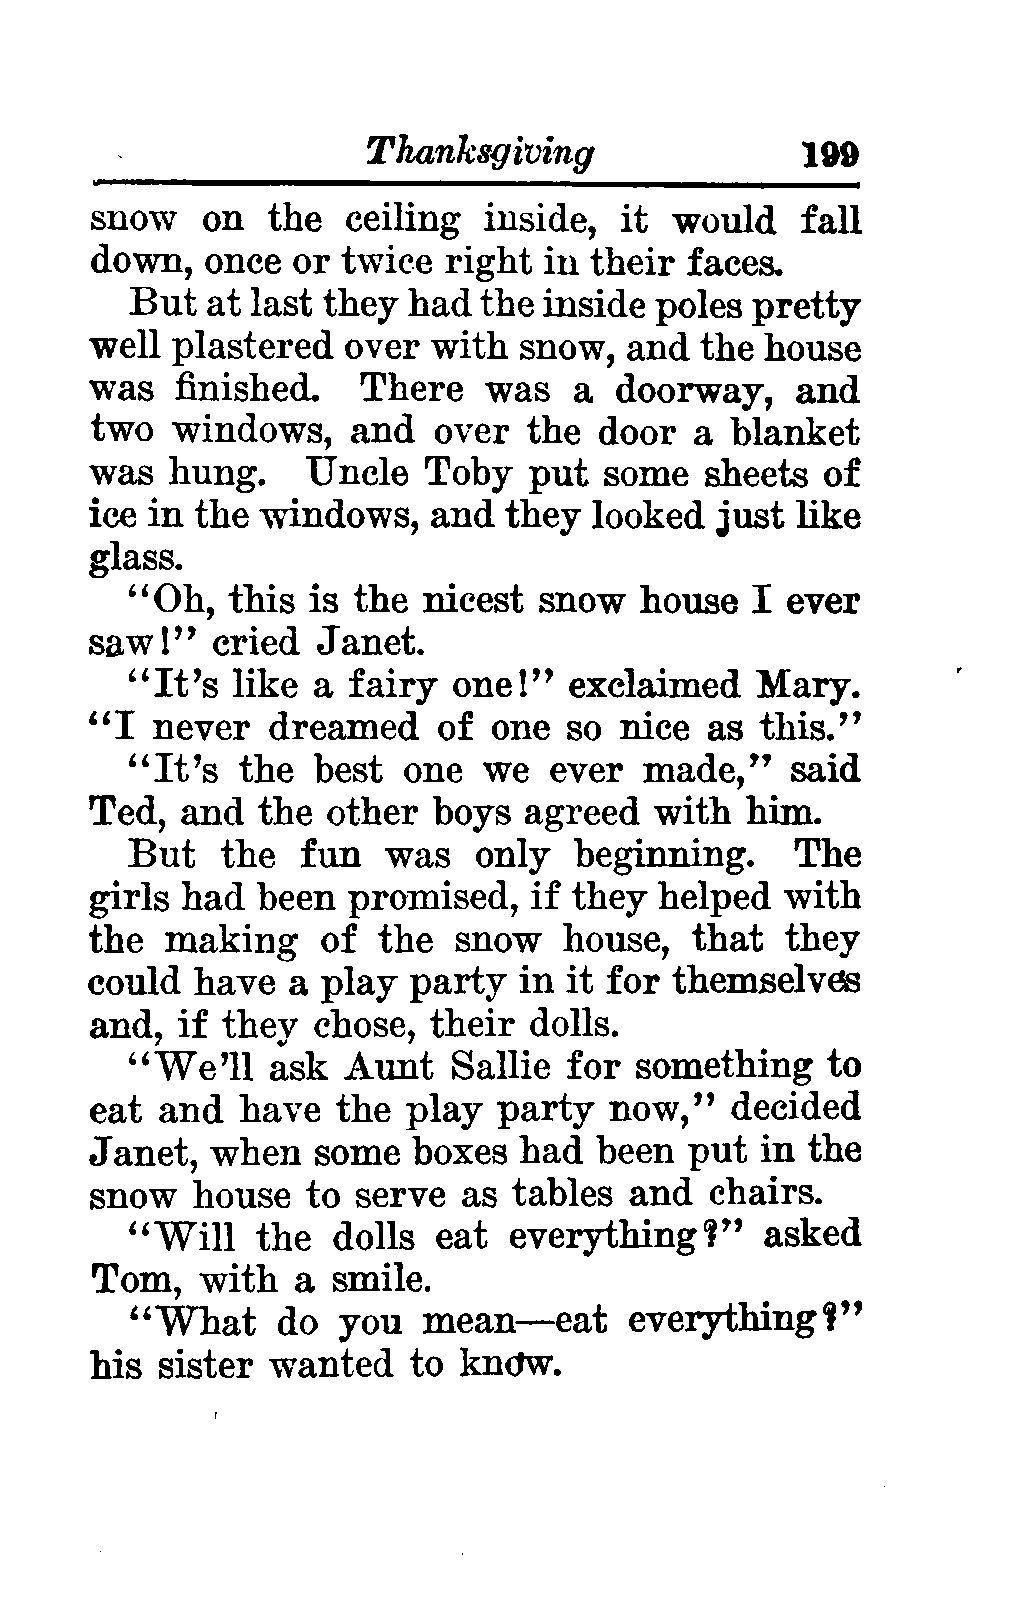 Thanksgiving 199
snow on the ceiling inside, it would fall
down, once or twice right in their faces.
But at last they had the inside poles pretty
well plastered over with snow, and the house
was finished. There was a doorway, and
two windows, and over the door a blanket
was hung. Uncle Toby put some sheets of
ice in the windows, and they looked just like
glass.
“Oh, this is the nicest snow house I ever
saw!” cried Janet.
“It’s like a fairy one!” exclaimed Mary.
“I never dreamed of one so nice as this.”
“It’s the best one we ever made,” said
Ted, and the other boys agreed with him.
But the fun was only beginning. The
girls had been promised, if they helped with
the making of the snow house, that they
could have a play party in it for themselves
and, if they chose, their dolls.
“We’ll ask Aunt Sallie for something to
eat and have the play party now,” decided
Janet, when some boxes had been put in the
snow house to serve as tables and chairs.
“Will the dolls eat everything?” asked
Tom, with a smile.
“What do you mean—eat everything?”
his sister wanted to know.